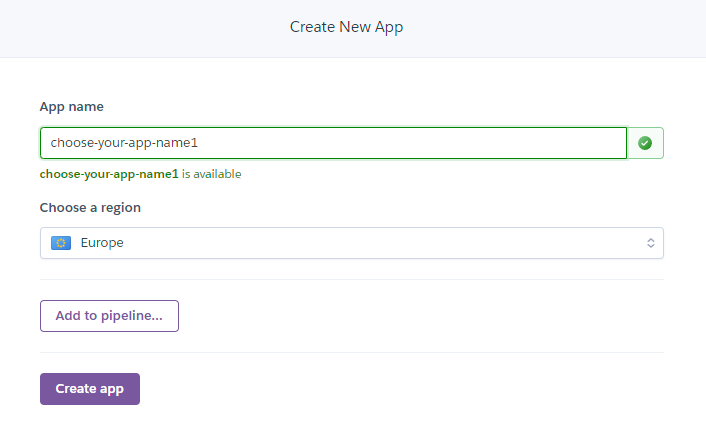 Create New App
App name
choose-your-app-name1
choose-your-app-name1 is available
Choose a region
Europe
Add to pipeline...
Create app